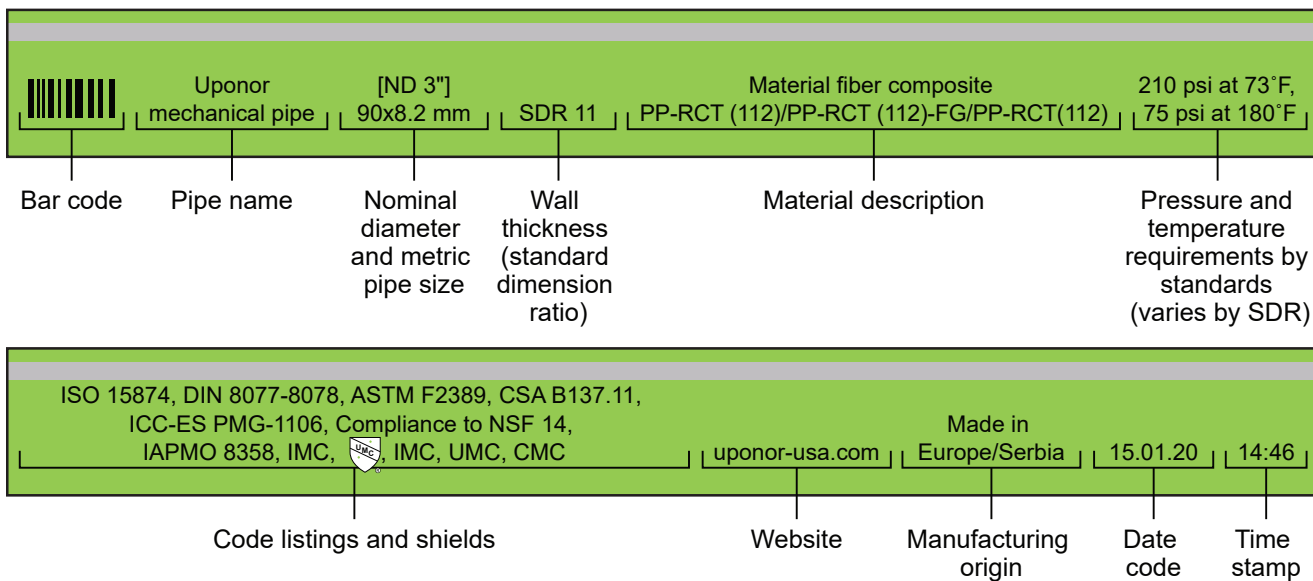 Uponor
mechanical pipe
[ND 3"]
90x8.2 mm
SDR 11
Material fiber composite
PP-RCT (112)/PP-RCT (112)-FG/PP-RCT(112)
210 psi at 73˚F,
75 psi at 180˚F
Bar code
Pipe name
Nominal
diameter
and metric
pipe size
Wall
thickness
(standard
dimension
ratio)
Material description
Pressure and
temperature
requirements by
standards
(varies by SDR)
ISO 15874, DIN 8077-8078, ASTM F2389, CSA B137.11,
ICC-ES PMG-1106, Compliance to NSF 14,
IAPMO 8358, IMC, UMC ®, IMC, UMC, CMC
uponor-usa.com
Made in
Europe/Serbia
15.01.20
14:46
Code listings and shields
Website
Manufacturing
origin
Date
code
Time
stamp